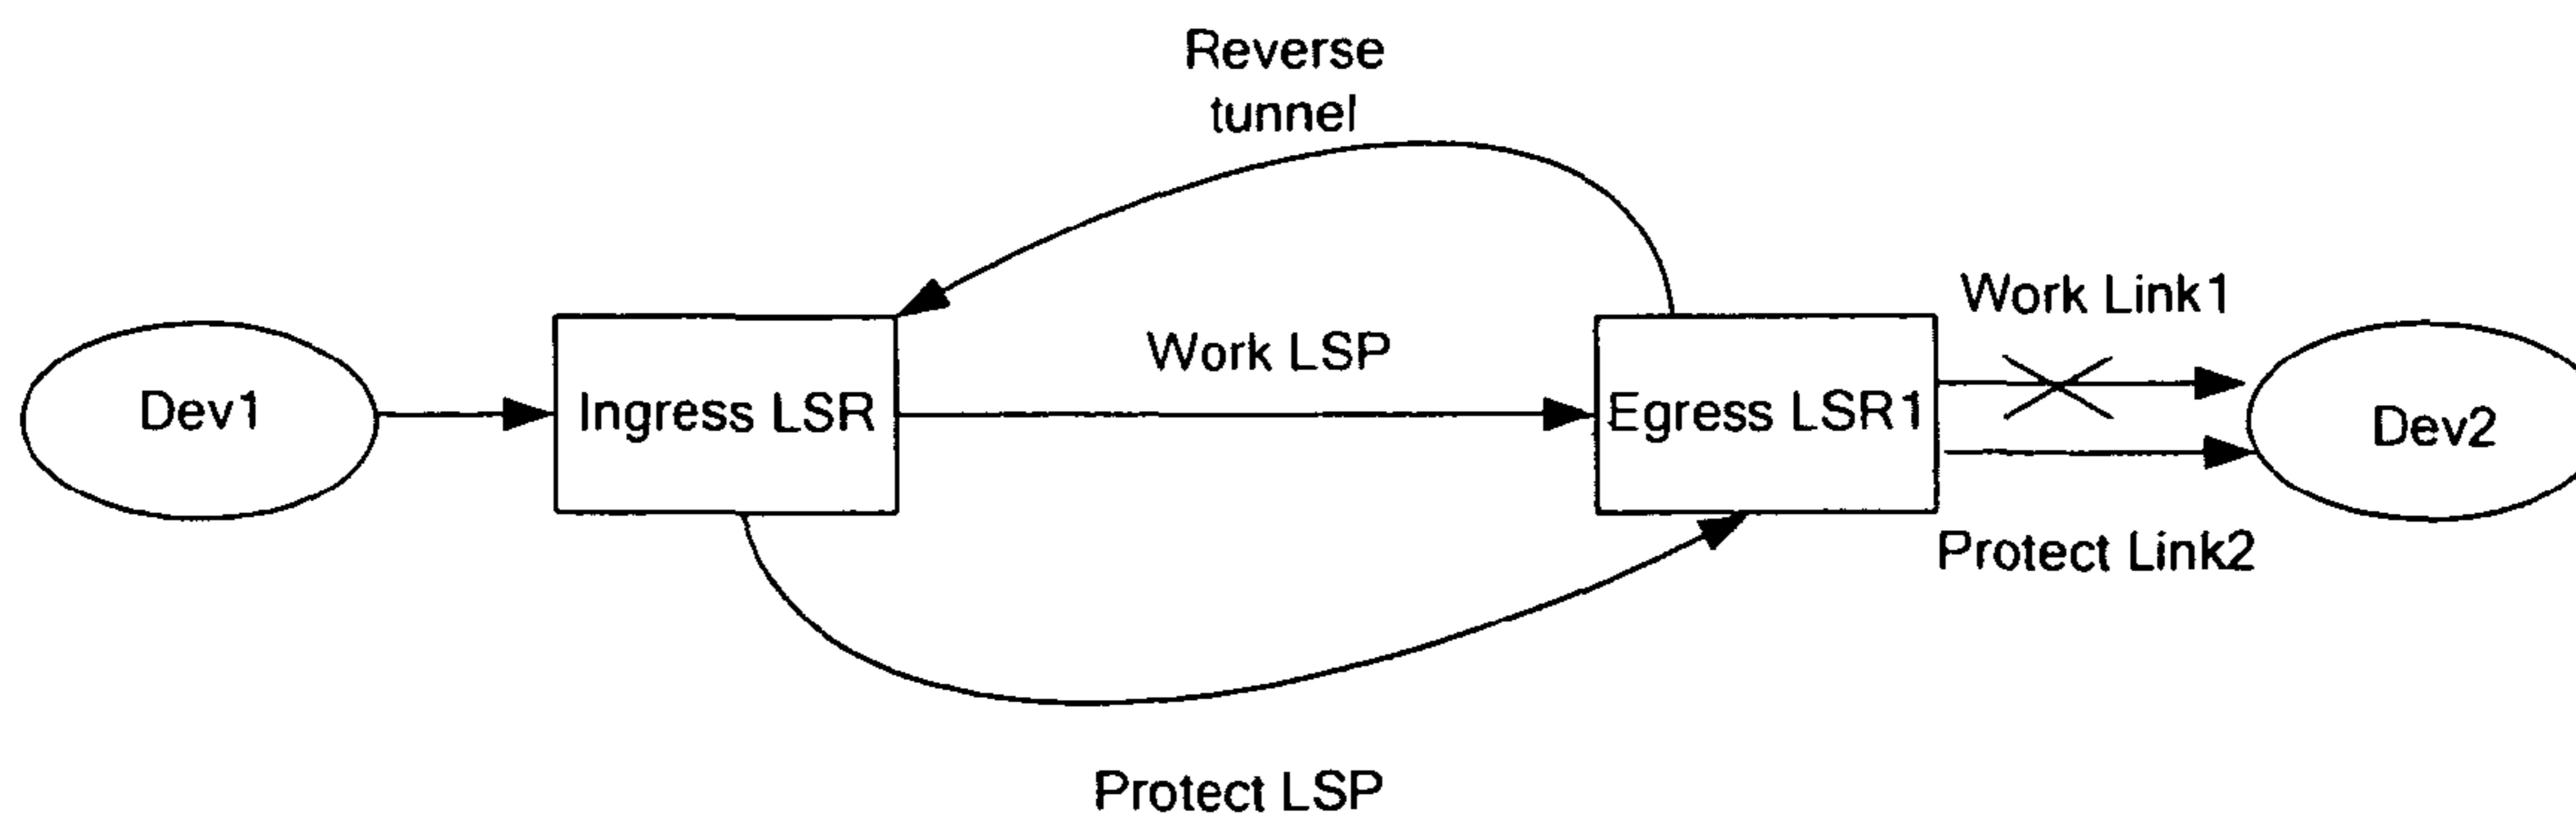 Reverse
tunnel
Work Link1
Work LSP
Dev1
Ingress LSR
Egress LSR1
Dev2
Protect Link2
Protect LSP